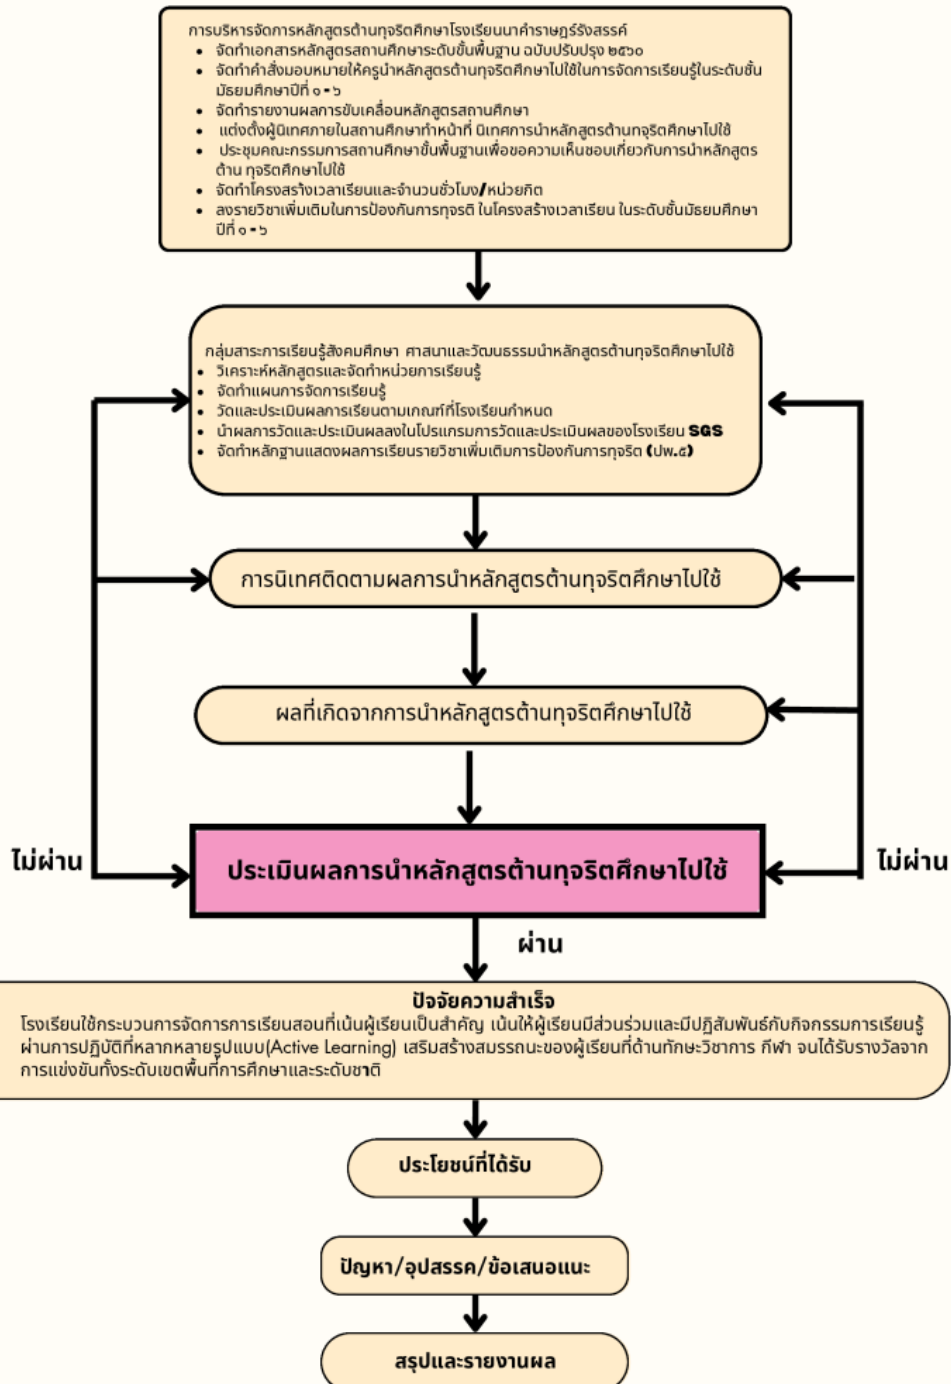 การบริหารจัดการหลักสูตรต้านทุจริตศึกษาโรงเรียนนาคำราษฎร์รังสรรค์
• จัดทำเอกสารหลักสูตรสถานศึกษาระดับขั้นพื้นฐาน ฉบับปรับปรุง ๒๕๖๐
• จัดทำคำสั่งมอบหมายให้ครูนำหลักสูตรต้านทุจริตศึกษาไปใช้ในการจัดการเรียนรู้ในระดับชั้น
มัธยมศึกษาปีที่ ๑ - ๖
• จัดทำรายงานผลการขับเคลื่อนหลักสูตรสถานศึกษา
• แต่งตั้งผู้นิเทศภายในสถานศึกษาทำหน้าที่ นิเทศการนำหลักสูตรต้านทจุริตศึกษาไปใช้
• ประชุมคณะกรรมการสถานศึกษาขั้นพื้นฐานเพื่อขอความเห็นชอบเกี่ยวกับการนำหลักสูตร
ต้าน ทุจริตศึกษาไปใช้
• จัดทำโครงสร้างเวลาเรียนและจำนวนชั่วโมง/หน่วยกิต
• ลงรายวิชาเพิ่มเติมในการป้องกันการทุจรติ ในโครงสร้างเวลาเรียน ในระดับชั้นมัธยมศึกษา
ปีที่ ๑ - ๖
กลุ่มสาระการเรียนรู้สังคมศึกษา ศาสนาและวัฒนธรรมนำหลักสูตรต้านทุจริตศึกษาไปใช้
• วิเคราะห์หลักสูตรและจัดทำหน่วยการเรียนรู้
• จัดทำแผนการจัดการเรียนรู้
• วัดและประเมินผลการเรียนตามเกณฑ์ที่โรงเรียนกำหนด
• นำผลการวัดและประเมินผลลงในโปรแกรมการวัดและประเมินผลของโรงเรียน SGS
• จัดทำหลักฐานแสดงผลการเรียนรายวิชาเพิ่มเติมการป้องกันการทุจริต (ปพ.๕)
การนิเทศติดตามผลการนำหลักสูตรต้านทุจริตศึกษาไปใช้
ผลที่เกิดจากการนำหลักสูตรต้านทุจริตศึกษาไปใช้
ไม่ผ่าน
ประเมินผลการนำหลักสูตรต้านทุจริตศึกษาไปใช้
ไม่ผ่าน
ผ่าน
ปัจจัยความสำเร็จ
โรงเรียนใช้กระบวนการจัดการการเรียนสอนที่เน้นผู้เรียนเป็นสำคัญ เน้นให้ผู้เรียนมีส่วนร่วมและมีปฏิสัมพันธ์กับกิจกรรมการเรียนรู้
ผ่านการปฏิบัติที่หลากหลายรูปแบบ(Active Learning) เสริมสร้างสมรรถนะของผู้เรียนที่ด้านทักษะวิชาการ กีฬา จนได้รับรางวัลจาก
การแข่งขันทั้งระดับเขตพื้นที่การศึกษาและระดับชาติ
ประโยชน์ที่ได้รับ
ปัญหา/อุปสรรค/ข้อเสนอแนะ
สรุปและรายงานผล